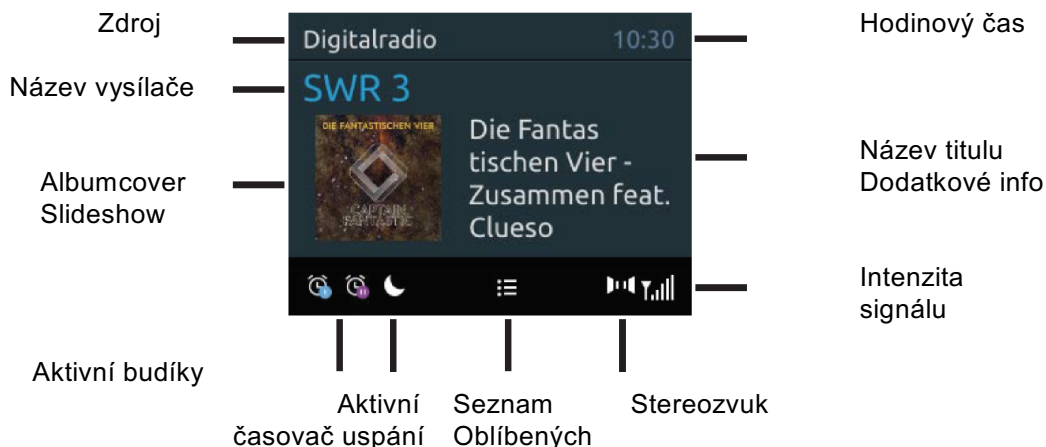 Zdroj
Digitalradio
10:30
Hodinový čas
Název vysílače
SWR 3
DIE FANTASTISCHEN VIER
CAPTAIN
FANTASTIC
Die Fantas
tischen Vier -
Zusammen feat.
Clueso
Název titulu
Dodatkové info
Albumcover
Slideshow
Intenzita
signálu
Aktivní budíky
Aktivní
časovač uspání
Seznam
Oblíbených
Stereozvuk